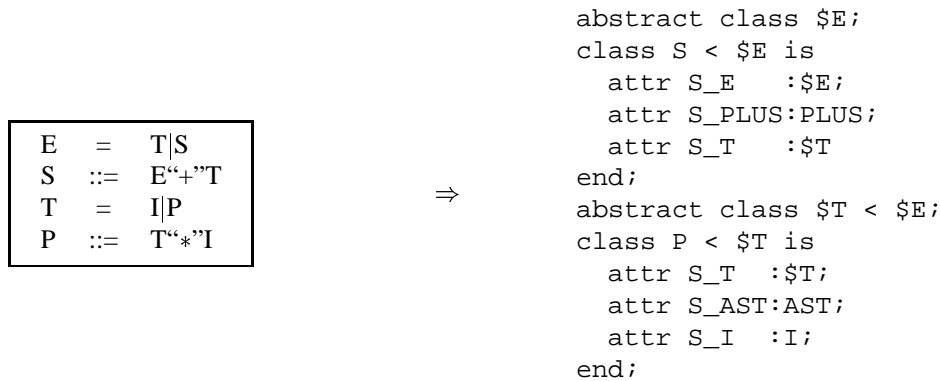 E = T|S
S ::= E“+”T
T = I|P
P ::= T“*”I
⇒
abstract class $E;
class S < $E is
attr S_E :$E;
attr S_PLUS:PLUS;
attr S_T :$T
end;
abstract class $T < $E;
class P < $T is
attr S_T :$T;
attr S_AST:AST;
attr S_I :I;
end;